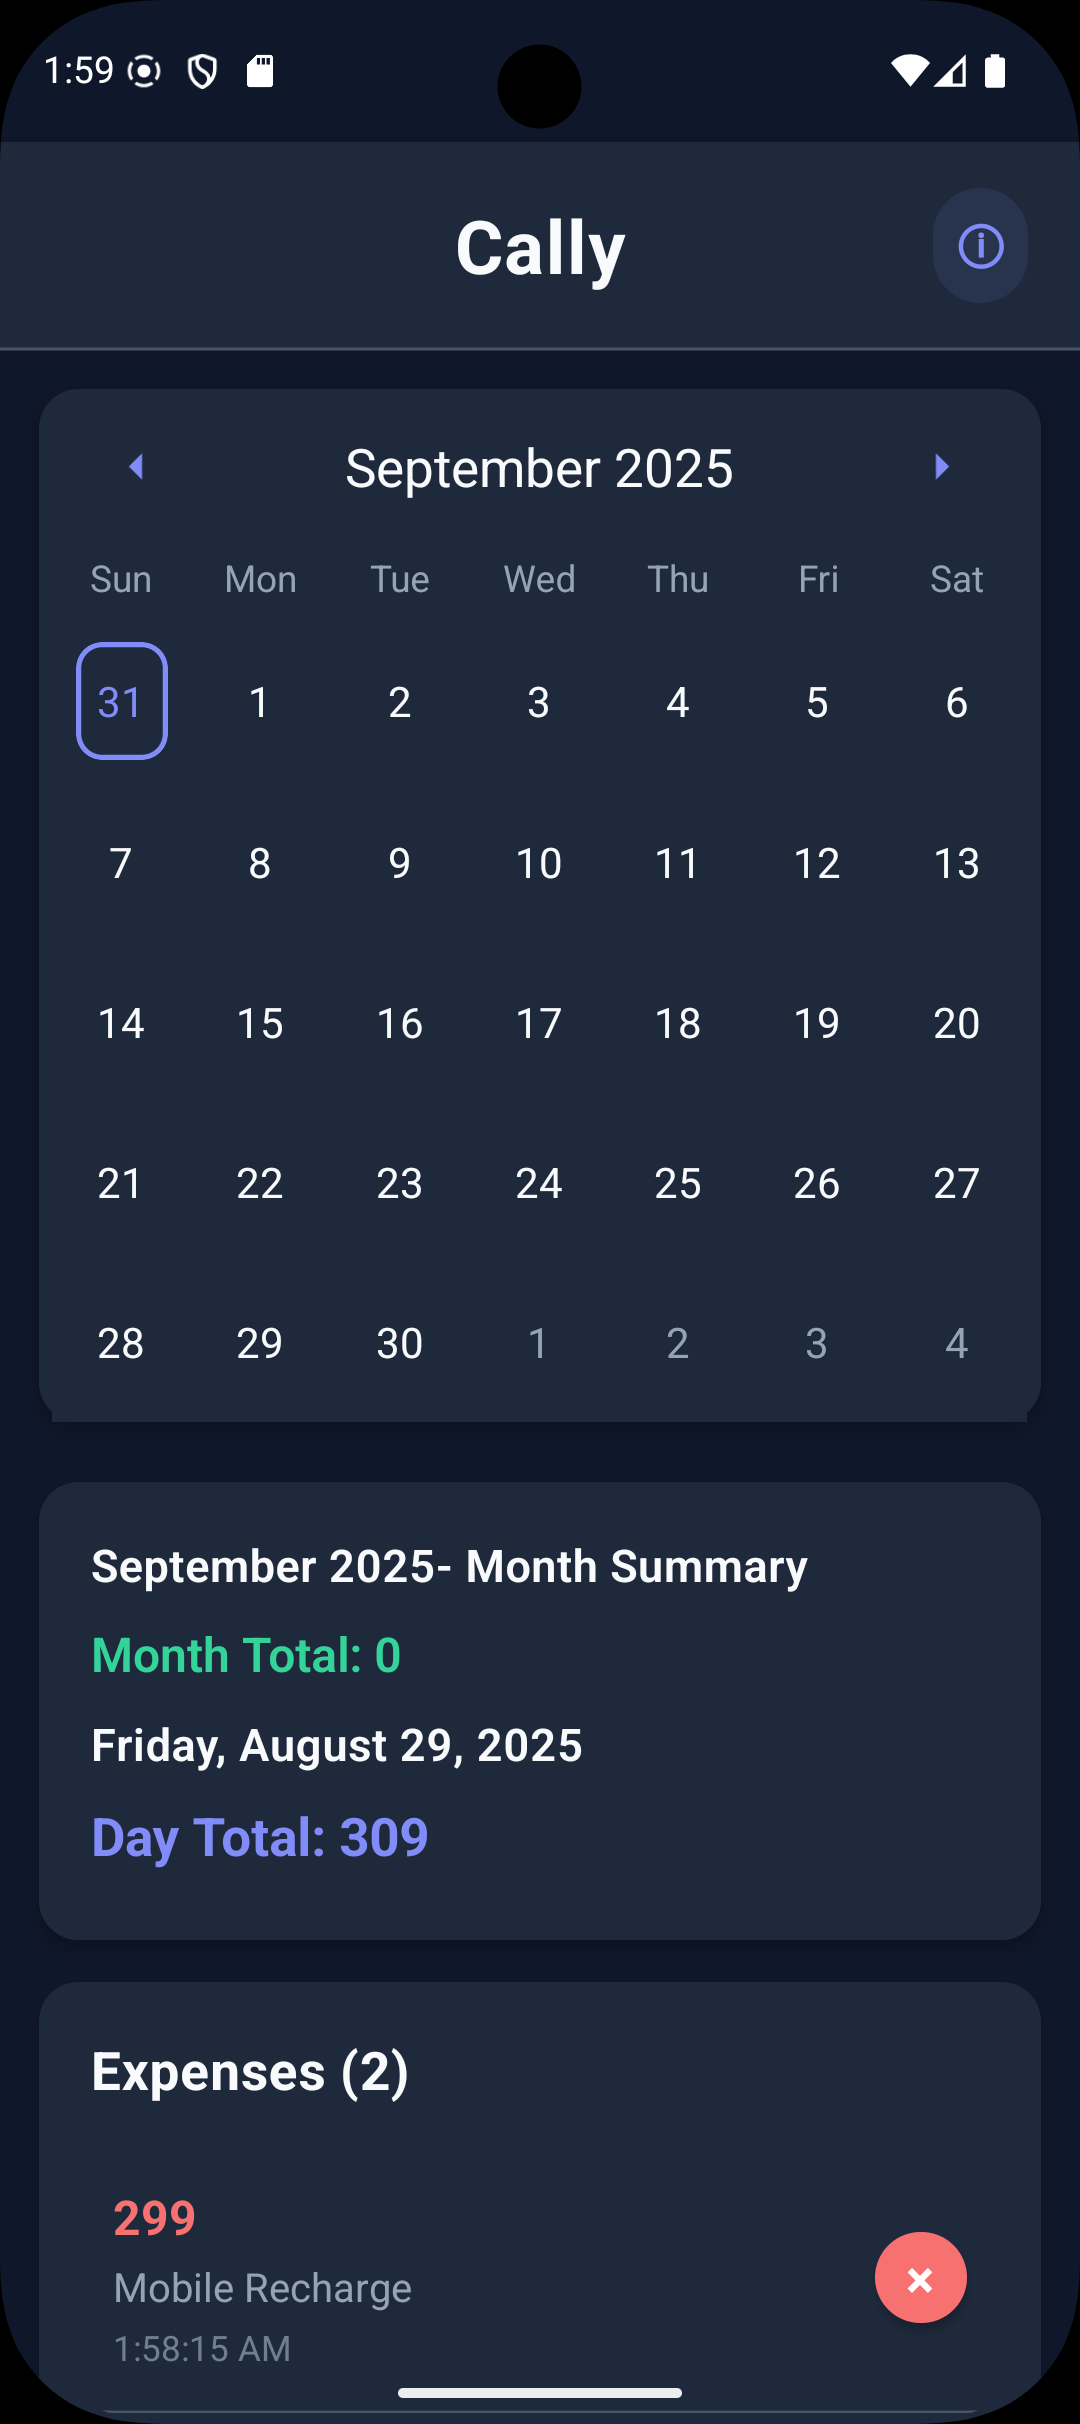 1:59
Cally
September 2025
Sun Mon Tue Wed Thu Fri Sat
31 1 2 3 4 5 6
7 8 9 10 11 12 13
14 15 16 17 18 19 20
21 22 23 24 25 26 27
28 29 30 1 2 3 4
September 2025- Month Summary
Month Total: 0
Friday, August 29, 2025
Day Total: 309
Expenses (2)
299
Mobile Recharge
1:58:15 AM